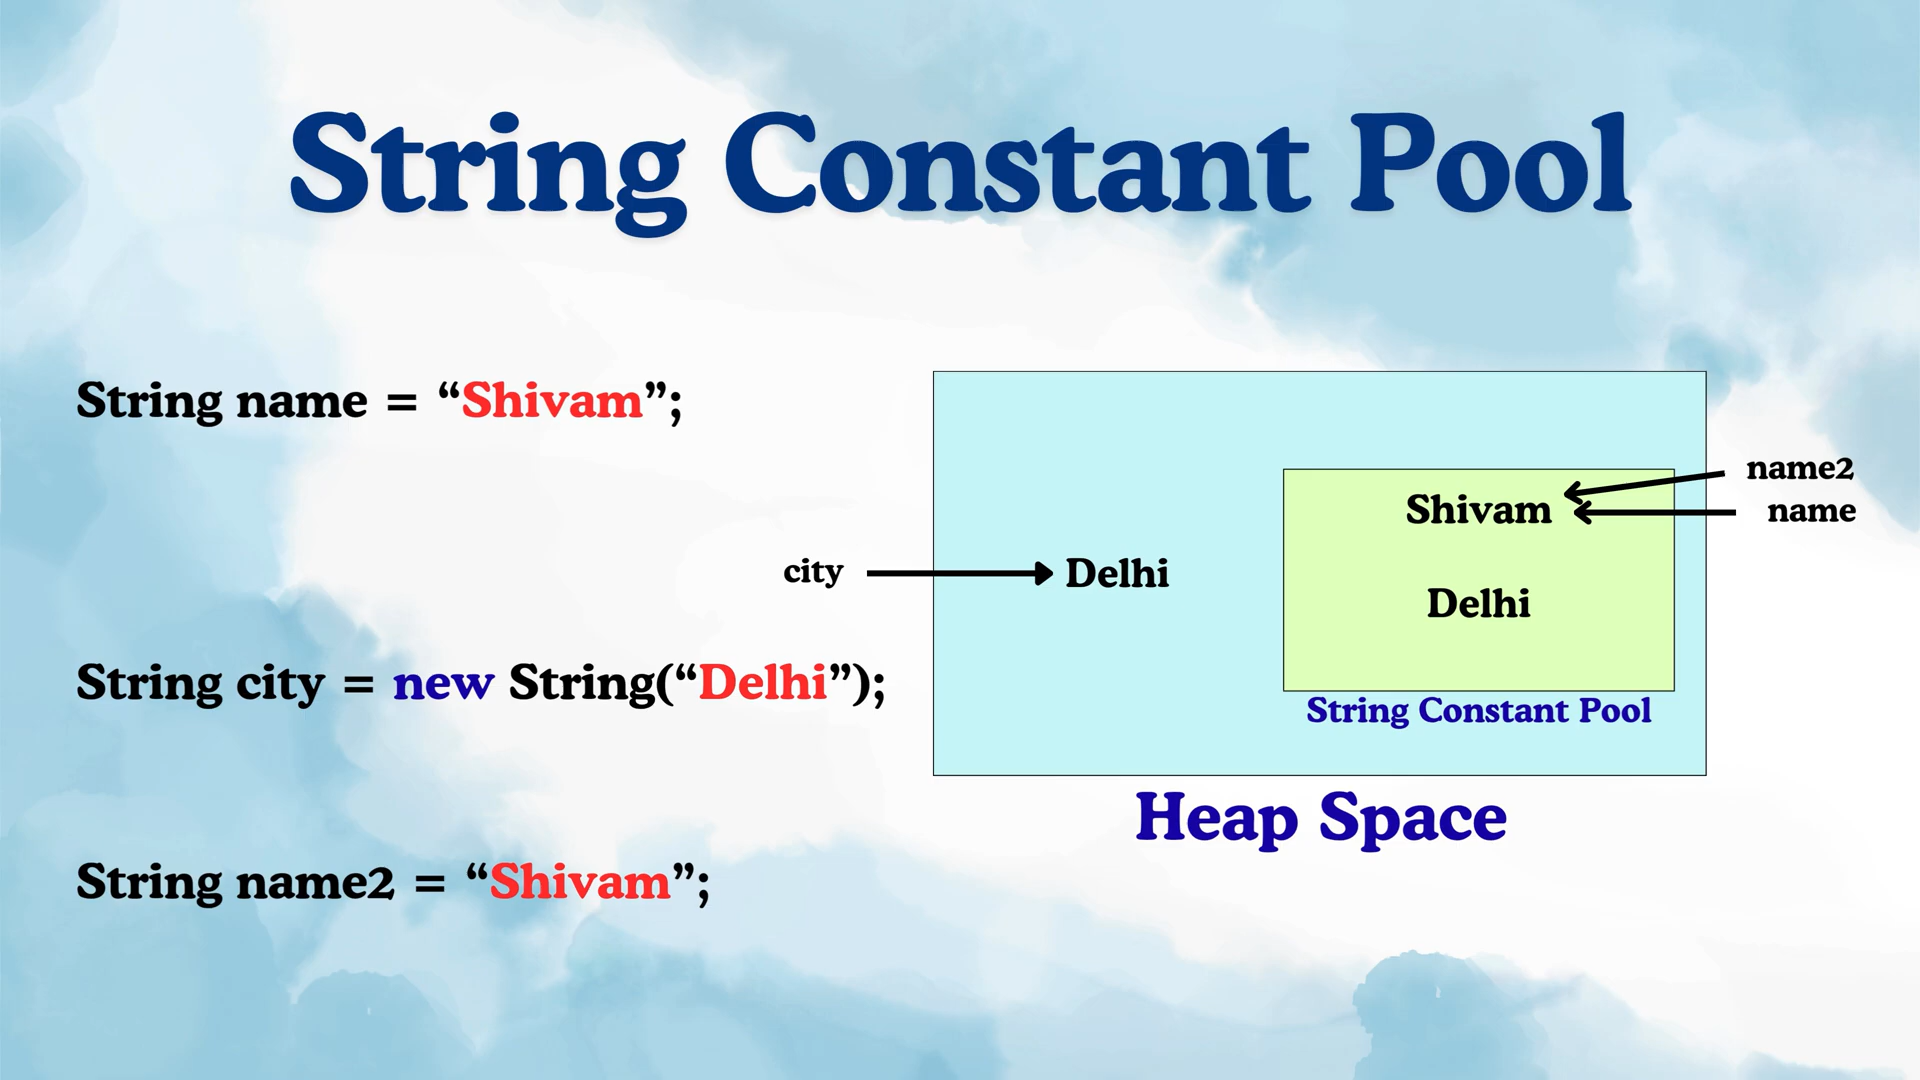 String Constant Pool
String name = “Shivam”;
String city = new String(“Delhi”);
String name2 = “Shivam”;
name2
Shivam
name
city
Delhi
Delhi
String Constant Pool
Heap Space